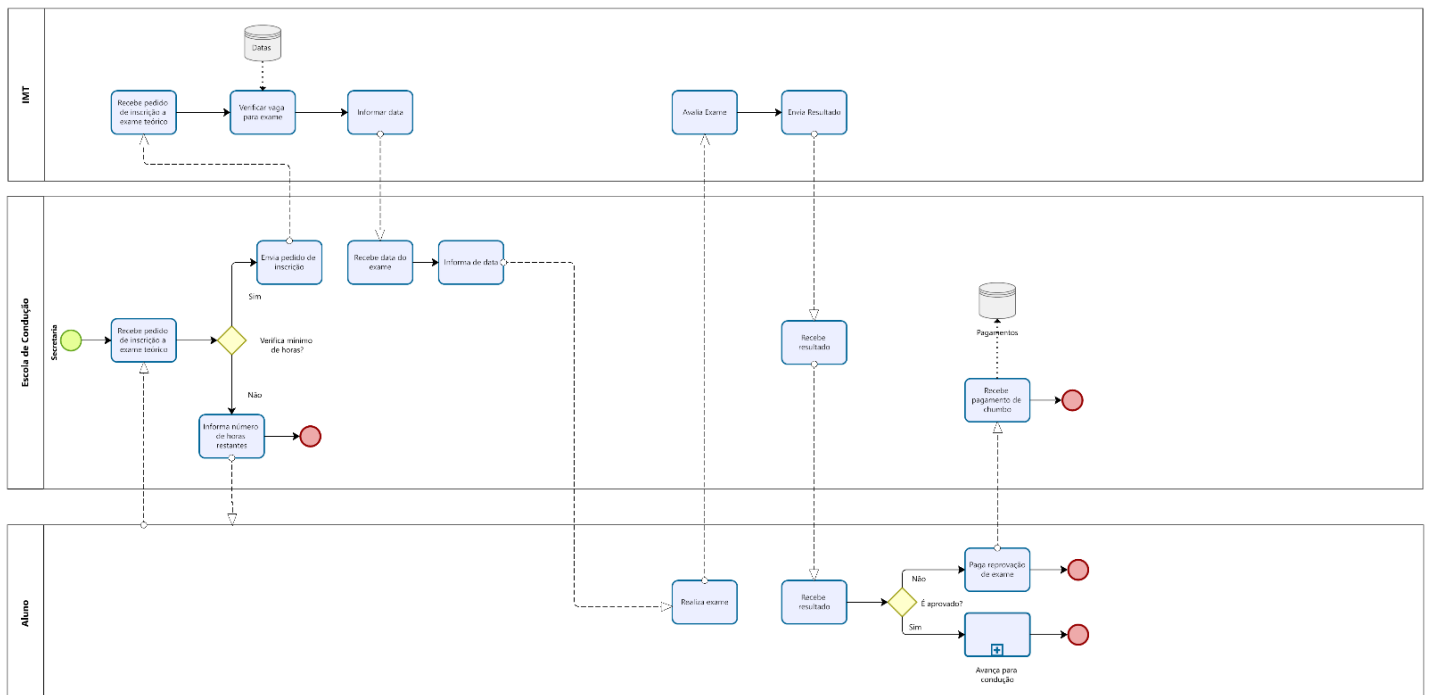 IMT
Datas
Recebe pedido
de inscrição a
exame teórico
Verificar vaga
para exame
Informar data
Avalia Exame
Envia Resultado
Escola de Condução
Secretaria
Recebe pedido
de inscrição a
exame teórico
Verifica mínimo
de horas?
Sim
Envia pedido de
inscrição
Não
Informa número
de horas
restantes
Recebe data do
exame
Informa de data
Recebe
resultado
Pagamentos
Recebe
pagamento de
chumbo
Aluno
Realiza exame
Recebe
resultado
É aprovado?
Não
Paga reprovação
de exame
Sim
Avança para
condução